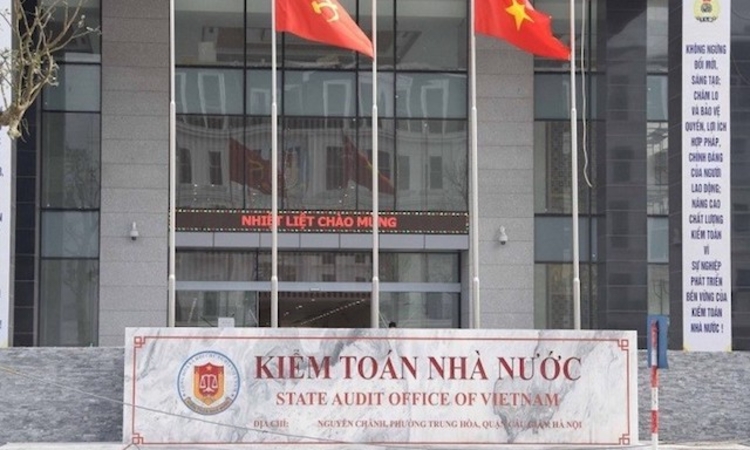 NHIỆT LIỆT CHÀO MỪNG
KHÔNG NGỪNG
ĐỔI MỚI,
SÁNG TẠO;
CHĂM LO
VÀ BẢO VỆ
QUYỀN, LỢI ÍCH
HỢP PHÁP,
CHÍNH ĐÁNG
CỦA NGƯỜI
LAO ĐỘNG;
NÂNG CAO
CHẤT LƯỢNG
KIỂM TOÁN
VÌ
SỰ NGHIỆP
PHÁT TRIỂN
BỀN VỮNG CỦA
KIỂM TOÁN
NHÀ NƯỚC !
KIỂM TOÁN NHÀ NƯỚC
STATE AUDIT OFFICE OF VIETNAM
ĐỊA CHỈ: NGUYỄN CHÁNH, PHƯỜNG TRUNG HÒA, QUẬN CẦU GIẤY, HÀ NỘI